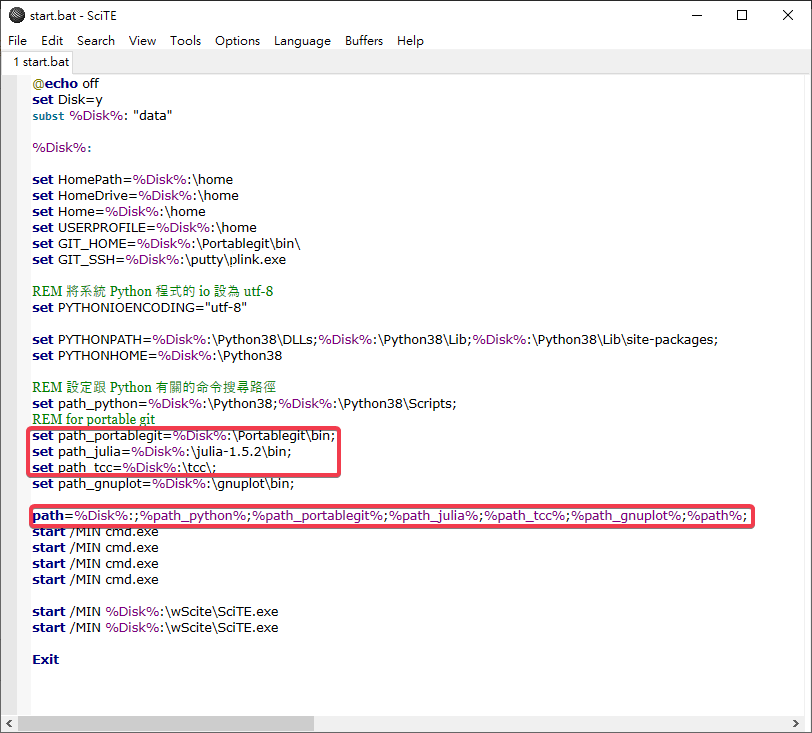 start.bat - SciTE
File Edit Search View Tools Options Language Buffers Help
1 start.bat
@echo off
set Disk=y
subst %Disk%: "data"
%Disk%:
set HomePath=%Disk%:\home
set HomeDrive=%Disk%:\home
set Home=%Disk%:\home
set USERPROFILE=%Disk%:\home
set GIT_HOME=%Disk%:\Portablegit\bin\
set GIT_SSH=%Disk%:\putty\plink.exe
REM 將系統 Python 程式的 io 設為 utf-8
set PYTHONIOENCODING="utf-8"
set PYTHONPATH=%Disk%:\Python38\DLLs;%Disk%:\Python38\Lib;%Disk%:\Python38\Lib\site-packages;
set PYTHONHOME=%Disk%:\Python38
REM 設定跟 Python 有關的命令搜尋路徑
set path_python=%Disk%:\Python38;%Disk%:\Python38\Scripts;
REM for portable git
set path_portablegit=%Disk%:\Portablegit\bin;
set path_julia=%Disk%:\julia-1.5.2\bin;
set path_tcc=%Disk%:\tcc\;
set path_gnuplot=%Disk%:\gnuplot\bin;
path=%Disk%:;%path_python%;%path_portablegit%;%path_julia%;%path_tcc%;%path_gnuplot%;%path%;
start /MIN cmd.exe
start /MIN cmd.exe
start /MIN cmd.exe
start /MIN cmd.exe
start /MIN %Disk%:\wScite\SciTE.exe
start /MIN %Disk%:\wScite\SciTE.exe
Exit